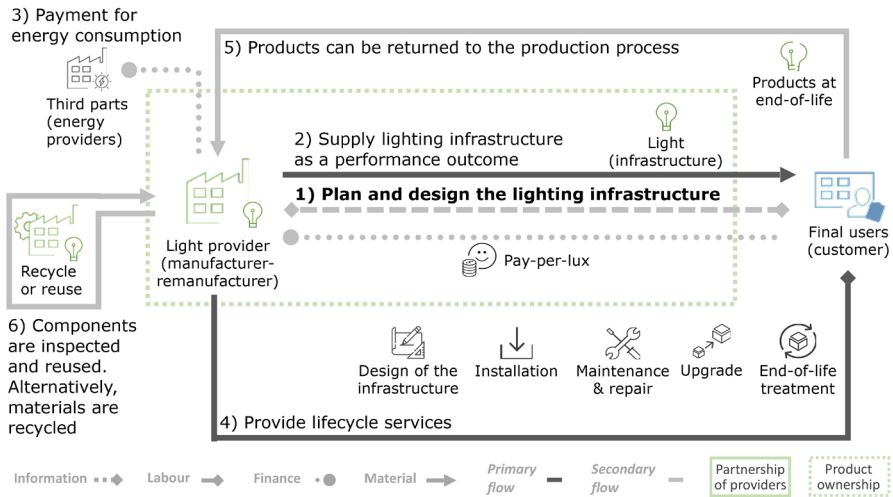 3) Payment for
energy consumption
5) Products can be returned to the production process
Products at
end-of-life
Third parts
(energy
providers)
2) Supply lighting infrastructure
as a performance outcome
Light
(infrastructure)
1) Plan and design the lighting infrastructure
Light provider
(manufacturer-
remanufacturer)
Final users
(customer)
Recycle
or reuse
Pay-per-lux
6) Components
are inspected
and reused.
Alternatively,
materials are
recycled
Design of the
infrastructure
Installation
Maintenance
& repair
Upgrade
End-of-life
treatment
4) Provide lifecycle services
Information
Labour
Finance
Material
Primary
flow
Secondary
flow
Partnership
of providers
Product
ownership